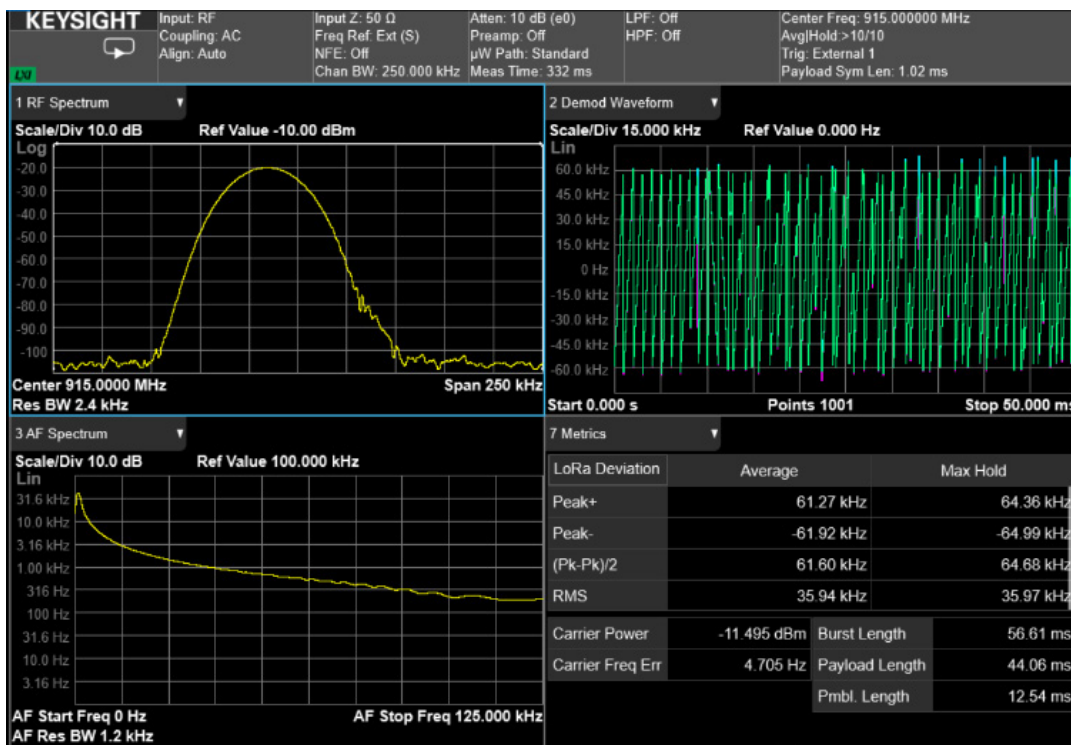 KEYSIGHT
LXI
Input: RF
Coupling: AC
Align: Auto
Input Z: 50 Ω
Freq Ref: Ext (S)
NFE: Off
Chan BW: 250.000 kHz
Atten: 10 dB (e0)
Preamp: Off
µW Path: Standard
Meas Time: 332 ms
LPF: Off
HPF: Off
Center Freq: 915.000000 MHz
Avg|Hold:>10/10
Trig: External 1
Payload Sym Len: 1.02 ms
1 RF Spectrum
Scale/Div 10.0 dB
Ref Value -10.00 dBm
Log
-20.0
-30.0
-40.0
-50.0
-60.0
-70.0
-80.0
-90.0
-100
Center 915.0000 MHz
Span 250 kHz
Res BW 2.4 kHz
2 Demod Waveform
Scale/Div 15.000 kHz
Ref Value 0.000 Hz
Lin
60.0 kHz
45.0 kHz
30.0 kHz
15.0 kHz
0 Hz
-15.0 kHz
-30.0 kHz
-45.0 kHz
-60.0 kHz
Start 0.000 s
Points 1001
Stop 50.000 ms
3 AF Spectrum
Scale/Div 10.0 dB
Ref Value 100.000 kHz
Lin
31.6 kHz
10.0 kHz
3.16 kHz
1.00 kHz
316 Hz
100 Hz
31.6 Hz
10.0 Hz
3.16 Hz
AF Start Freq 0 Hz
AF Stop Freq 125.000 kHz
AF Res BW 1.2 kHz
7 Metrics
LoRa Deviation Average Max Hold
Peak+ 61.27 kHz 64.36 kHz
Peak- -61.92 kHz -64.99 kHz
(Pk-Pk)/2 61.60 kHz 64.68 kHz
RMS 35.94 kHz 35.97 kHz
Carrier Power -11.495 dBm Burst Length 56.61 ms
Carrier Freq Err 4.705 Hz Payload Length 44.06 ms
Pmbl. Length 12.54 ms